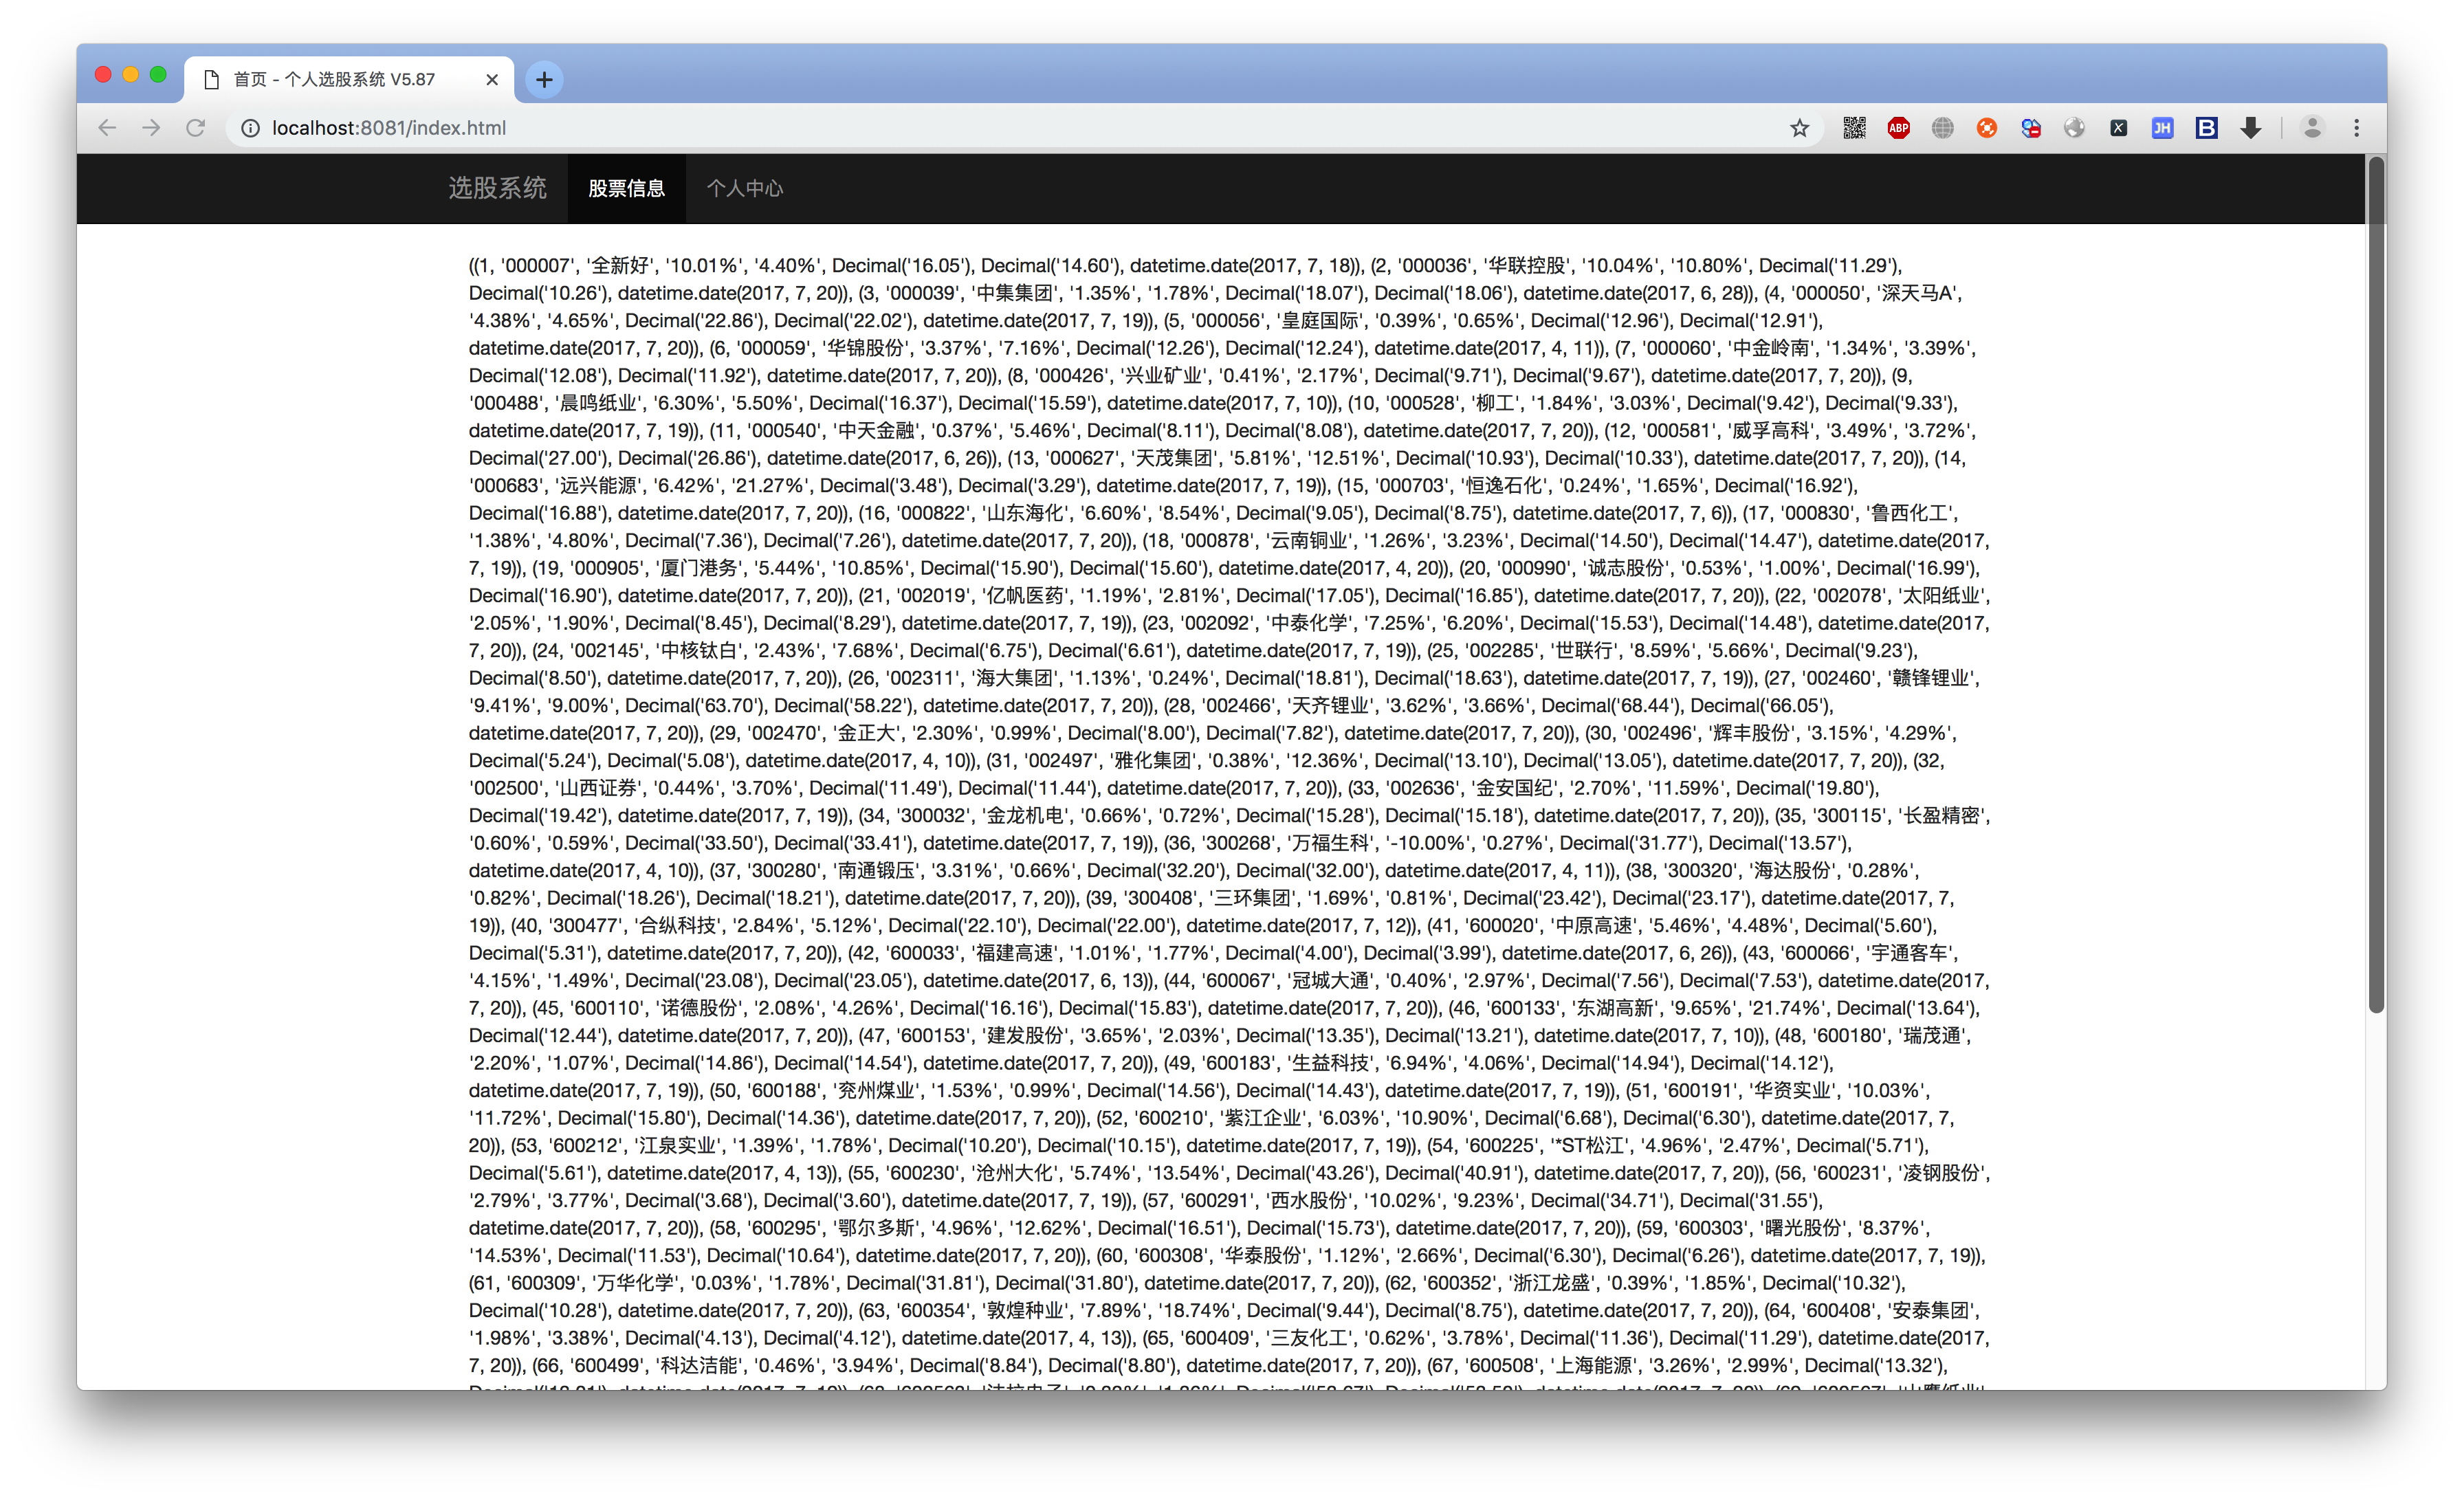 首页 - 个人选股系统 V5.87
localhost:8081/index.html
ABP
JH
B
选股系统 股票信息 个人中心
((1, '000007', '全新好', '10.01%', '4.40%', Decimal('16.05'), Decimal('14.60'), datetime.date(2017, 7, 18)), (2, '000036', '华联控股', '10.04%', '10.80%', Decimal('11.29'),
Decimal('10.26'), datetime.date(2017, 7, 20)), (3, '000039', '中集集团', '1.35%', '1.78%', Decimal('18.07'), Decimal('18.06'), datetime.date(2017, 6, 28)), (4, '000050', '深天马A',
'4.38%', '4.65%', Decimal('22.86'), Decimal('22.02'), datetime.date(2017, 7, 19)), (5, '000056', '皇庭国际', '0.39%', '0.65%', Decimal('12.96'), Decimal('12.91'),
datetime.date(2017, 7, 20)), (6, '000059', '华锦股份', '3.37%', '7.16%', Decimal('12.26'), Decimal('12.24'), datetime.date(2017, 4, 11)), (7, '000060', '中金岭南', '1.34%', '3.39%',
Decimal('12.08'), Decimal('11.92'), datetime.date(2017, 7, 20)), (8, '000426', '兴业矿业', '0.41%', '2.17%', Decimal('9.71'), Decimal('9.67'), datetime.date(2017, 7, 20)), (9,
'000488', '晨鸣纸业', '6.30%', '5.50%', Decimal('16.37'), Decimal('15.59'), datetime.date(2017, 7, 10)), (10, '000528', '柳工', '1.84%', '3.03%', Decimal('9.42'), Decimal('9.33'),
datetime.date(2017, 7, 19)), (11, '000540', '中天金融', '0.37%', '5.46%', Decimal('8.11'), Decimal('8.08'), datetime.date(2017, 7, 20)), (12, '000581', '威孚高科', '3.49%', '3.72%',
Decimal('27.00'), Decimal('26.86'), datetime.date(2017, 6, 26)), (13, '000627', '天茂集团', '5.81%', '12.51%', Decimal('10.93'), Decimal('10.33'), datetime.date(2017, 7, 20)), (14,
'000683', '远兴能源', '6.42%', '21.27%', Decimal('3.48'), Decimal('3.29'), datetime.date(2017, 7, 19)), (15, '000703', '恒逸石化', '0.24%', '1.65%', Decimal('16.92'),
Decimal('16.88'), datetime.date(2017, 7, 20)), (16, '000822', '山东海化', '6.60%', '8.54%', Decimal('9.05'), Decimal('8.75'), datetime.date(2017, 7, 6)), (17, '000830', '鲁西化工',
'1.38%', '4.80%', Decimal('7.36'), Decimal('7.26'), datetime.date(2017, 7, 20)), (18, '000878', '云南铜业', '1.26%', '3.23%', Decimal('14.50'), Decimal('14.47'), datetime.date(2017,
7, 19)), (19, '000905', '厦门港务', '5.44%', '10.85%', Decimal('15.90'), Decimal('15.60'), datetime.date(2017, 4, 20)), (20, '000990', '诚志股份', '0.53%', '1.00%', Decimal('16.99'),
Decimal('16.90'), datetime.date(2017, 7, 20)), (21, '002019', '亿帆医药', '1.19%', '2.81%', Decimal('17.05'), Decimal('16.85'), datetime.date(2017, 7, 20)), (22, '002078', '太阳纸业',
'2.05%', '1.90%', Decimal('8.45'), Decimal('8.29'), datetime.date(2017, 7, 19)), (23, '002092', '中泰化学', '7.25%', '6.20%', Decimal('15.53'), Decimal('14.48'), datetime.date(2017,
7, 20)), (24, '002145', '中核钛白', '2.43%', '7.68%', Decimal('6.75'), Decimal('6.61'), datetime.date(2017, 7, 19)), (25, '002285', '世联行', '8.59%', '5.66%', Decimal('9.23'),
Decimal('8.50'), datetime.date(2017, 7, 20)), (26, '002311', '海大集团', '1.13%', '0.24%', Decimal('18.81'), Decimal('18.63'), datetime.date(2017, 7, 19)), (27, '002460', '赣锋锂业',
'9.41%', '9.00%', Decimal('63.70'), Decimal('58.22'), datetime.date(2017, 7, 20)), (28, '002466', '天齐锂业', '3.62%', '3.66%', Decimal('68.44'), Decimal('66.05'),
datetime.date(2017, 7, 20)), (29, '002470', '金正大', '2.30%', '0.99%', Decimal('8.00'), Decimal('7.82'), datetime.date(2017, 7, 20)), (30, '002496', '辉丰股份', '3.15%', '4.29%',
Decimal('5.24'), Decimal('5.08'), datetime.date(2017, 4, 10)), (31, '002497', '雅化集团', '0.38%', '12.36%', Decimal('13.10'), Decimal('13.05'), datetime.date(2017, 7, 20)), (32,
'002500', '山西证券', '0.44%', '3.70%', Decimal('11.49'), Decimal('11.44'), datetime.date(2017, 7, 20)), (33, '002636', '金安国纪', '2.70%', '11.59%', Decimal('19.80'),
Decimal('19.42'), datetime.date(2017, 7, 19)), (34, '300032', '金龙机电', '0.66%', '0.72%', Decimal('15.28'), Decimal('15.18'), datetime.date(2017, 7, 20)), (35, '300115', '长盈精密',
'0.60%', '0.59%', Decimal('33.50'), Decimal('33.41'), datetime.date(2017, 7, 19)), (36, '300268', '万福生科', '-10.00%', '0.27%', Decimal('31.77'), Decimal('13.57'),
datetime.date(2017, 4, 10)), (37, '300280', '南通锻压', '3.31%', '0.66%', Decimal('32.20'), Decimal('32.00'), datetime.date(2017, 4, 11)), (38, '300320', '海达股份', '0.28%',
'0.82%', Decimal('18.26'), Decimal('18.21'), datetime.date(2017, 7, 20)), (39, '300408', '三环集团', '1.69%', '0.81%', Decimal('23.42'), Decimal('23.17'), datetime.date(2017, 7,
19)), (40, '300477', '合纵科技', '2.84%', '5.12%', Decimal('22.10'), Decimal('22.00'), datetime.date(2017, 7, 12)), (41, '600020', '中原高速', '5.46%', '4.48%', Decimal('5.60'),
Decimal('5.31'), datetime.date(2017, 7, 20)), (42, '600033', '福建高速', '1.01%', '1.77%', Decimal('4.00'), Decimal('3.99'), datetime.date(2017, 6, 26)), (43, '600066', '宇通客车',
'4.15%', '1.49%', Decimal('23.08'), Decimal('23.05'), datetime.date(2017, 6, 13)), (44, '600067', '冠城大通', '0.40%', '2.97%', Decimal('7.56'), Decimal('7.53'), datetime.date(2017,
7, 20)), (45, '600110', '诺德股份', '2.08%', '4.26%', Decimal('16.16'), Decimal('15.83'), datetime.date(2017, 7, 20)), (46, '600133', '东湖高新', '9.65%', '21.74%', Decimal('13.64'),
Decimal('12.44'), datetime.date(2017, 7, 20)), (47, '600153', '建发股份', '3.65%', '2.03%', Decimal('13.35'), Decimal('13.21'), datetime.date(2017, 7, 10)), (48, '600180', '瑞茂通',
'2.20%', '1.07%', Decimal('14.86'), Decimal('14.54'), datetime.date(2017, 7, 20)), (49, '600183', '生益科技', '6.94%', '4.06%', Decimal('14.94'), Decimal('14.12'),
datetime.date(2017, 7, 19)), (50, '600188', '兖州煤业', '1.53%', '0.99%', Decimal('14.56'), Decimal('14.43'), datetime.date(2017, 7, 19)), (51, '600191', '华资实业', '10.03%',
'11.72%', Decimal('15.80'), Decimal('14.36'), datetime.date(2017, 7, 20)), (52, '600210', '紫江企业', '6.03%', '10.90%', Decimal('6.68'), Decimal('6.30'), datetime.date(2017, 7,
20)), (53, '600212', '江泉实业', '1.39%', '1.78%', Decimal('10.20'), Decimal('10.15'), datetime.date(2017, 7, 19)), (54, '600225', '*ST松江', '4.96%', '2.47%', Decimal('5.71'),
Decimal('5.61'), datetime.date(2017, 4, 13)), (55, '600230', '沧州大化', '5.74%', '13.54%', Decimal('43.26'), Decimal('40.91'), datetime.date(2017, 7, 20)), (56, '600231', '凌钢股份',
'2.79%', '3.77%', Decimal('3.68'), Decimal('3.60'), datetime.date(2017, 7, 19)), (57, '600291', '西水股份', '10.02%', '9.23%', Decimal('34.71'), Decimal('31.55'),
datetime.date(2017, 7, 20)), (58, '600295', '鄂尔多斯', '4.96%', '12.62%', Decimal('16.51'), Decimal('15.73'), datetime.date(2017, 7, 20)), (59, '600303', '曙光股份', '8.37%',
'14.53%', Decimal('11.53'), Decimal('10.64'), datetime.date(2017, 7, 20)), (60, '600308', '华泰股份', '1.12%', '2.66%', Decimal('6.30'), Decimal('6.26'), datetime.date(2017, 7, 19)),
(61, '600309', '万华化学', '0.03%', '1.78%', Decimal('31.81'), Decimal('31.80'), datetime.date(2017, 7, 20)), (62, '600352', '浙江龙盛', '0.39%', '1.85%', Decimal('10.32'),
Decimal('10.28'), datetime.date(2017, 7, 20)), (63, '600354', '敦煌种业', '7.89%', '18.74%', Decimal('9.44'), Decimal('8.75'), datetime.date(2017, 7, 20)), (64, '600408', '安泰集团',
'1.98%', '3.38%', Decimal('4.13'), Decimal('4.12'), datetime.date(2017, 4, 13)), (65, '600409', '三友化工', '0.62%', '3.78%', Decimal('11.36'), Decimal('11.29'), datetime.date(2017,
7, 20)), (66, '600499', '科达洁能', '0.46%', '3.94%', Decimal('8.84'), Decimal('8.80'), datetime.date(2017, 7, 20)), (67, '600508', '上海能源', '3.26%', '2.99%', Decimal('13.32'),